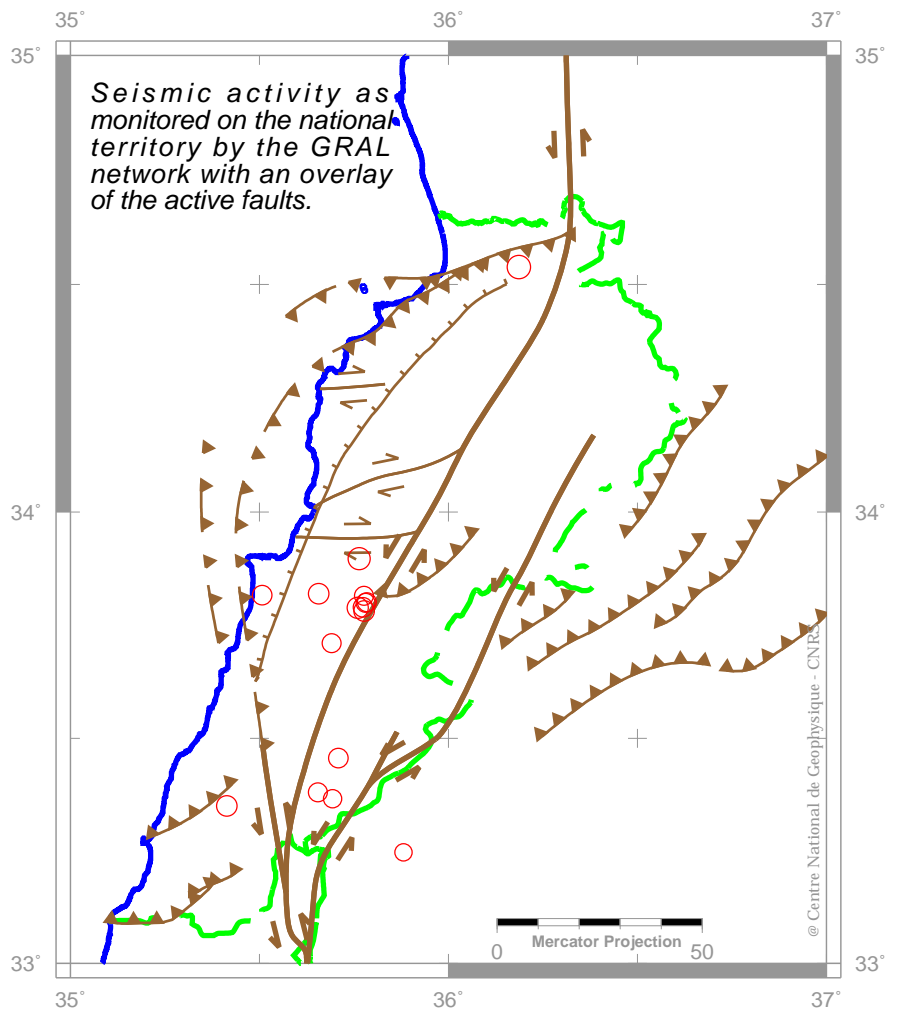 35° 36° 37°
35° 35°
Seismic activity as
monitored on the national
territory by the GRAL
network with an overlay
of the active faults.
34° 34°
@ Centre National de Geophysique - CNRS
Mercator Projection
0 50
33° 33°
35° 36° 37°